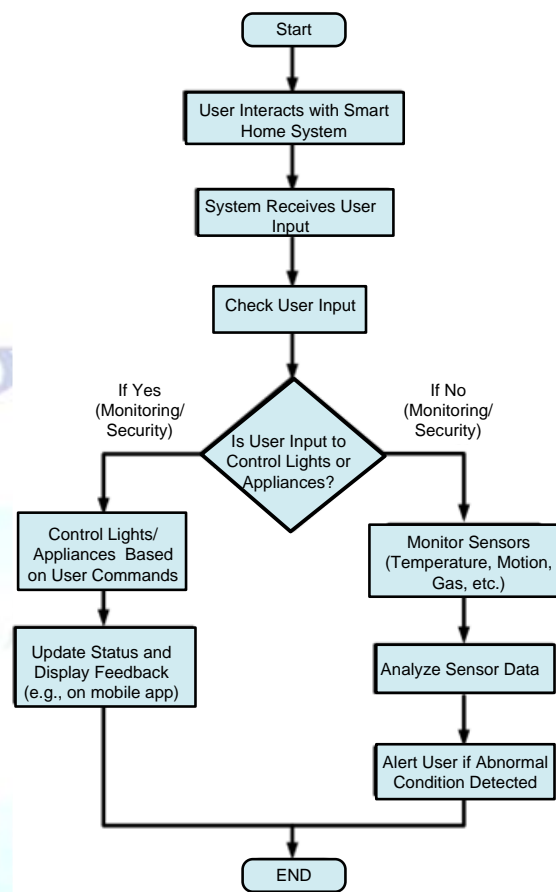 Start
User Interacts with Smart
Home System
System Receives User
Input
Check User Input
If Yes
(Monitoring/
Security)
If No
(Monitoring/
Security)
Is User Input to
Control Lights or
Appliances?
Control Lights/
Appliances Based
on User Commands
Update Status and
Display Feedback
(e.g., on mobile app)
Monitor Sensors
(Temperature, Motion,
Gas, etc.)
Analyze Sensor Data
Alert User if Abnormal
Condition Detected
END